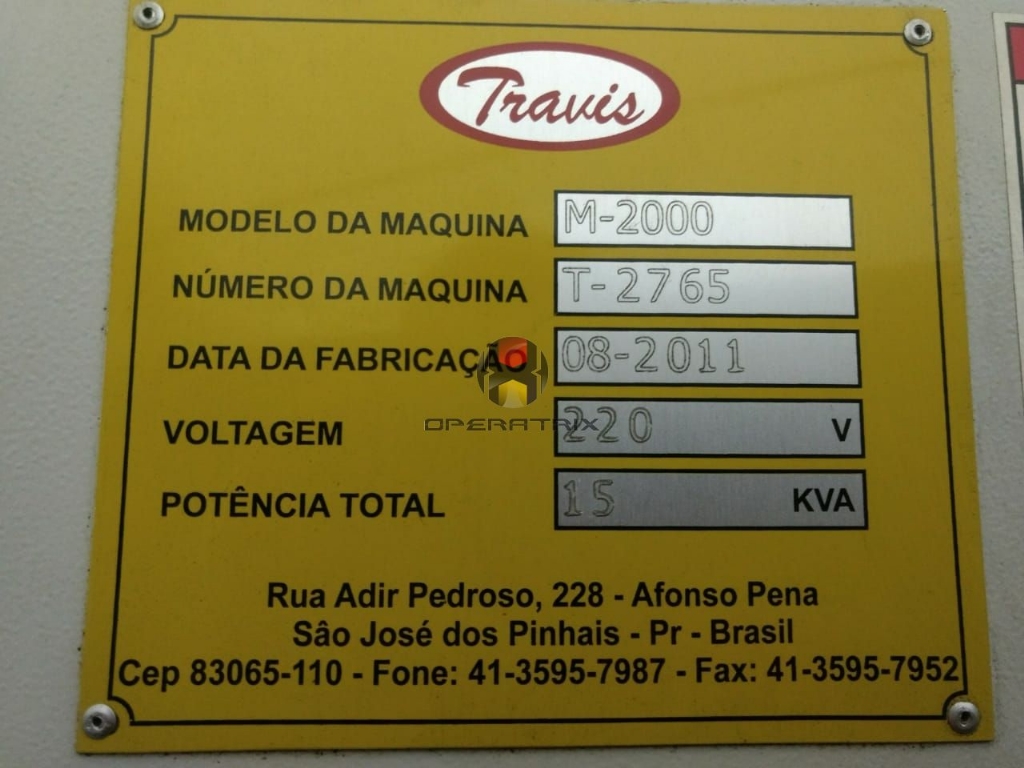 Travis
MODELO DA MAQUINA M-2000
NÚMERO DA MAQUINA T-2765
DATA DA FABRICAÇÃO 08-2011
OPERATRIX
VOLTAGEM 220 V
POTÊNCIA TOTAL 15 KVA
Rua Adir Pedroso, 228 - Afonso Pena
Sâo José dos Pinhais - Pr - Brasil
Cep 83065-110 - Fone: 41-3595-7987 - Fax: 41-3595-7952